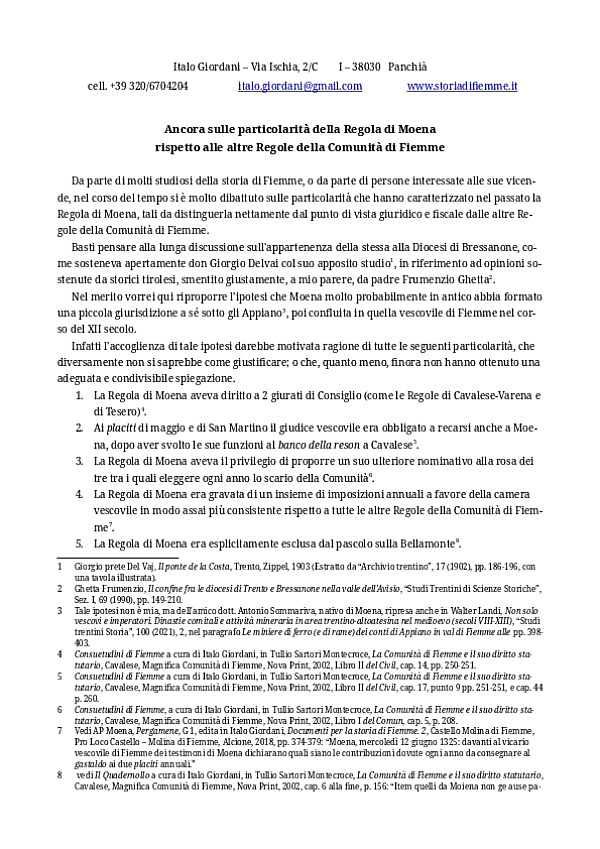 Italo Giordani – Via Ischia, 2/C I – 38030 Panchià
cell. +39 320/6704204 italo.giordani@gmail.com www.storiadifiemme.it
Ancora sulle particolarità della Regola di Moena
rispetto alle altre Regole della Comunità di Fiemme
Da parte di molti studiosi della storia di Fiemme, o da parte di persone interessate alle sue vicen-
de, nel corso del tempo si è molto dibattuto sulle particolarità che hanno caratterizzato nel passato la
Regola di Moena, tali da distinguerla nettamente dal punto di vista giuridico e fiscale dalle altre Re-
gole della Comunità di Fiemme.
Basti pensare alla lunga discussione sull'appartenenza della stessa alla Diocesi di Bressanone, co-
me sosteneva apertamente don Giorgio Delvai col suo apposito studio¹, in riferimento ad opinioni so-
stenute da storici tirolesi, smentito giustamente, a mio parere, da padre Frumenzio Ghetta².
Nel merito vorrei qui riproporre l'ipotesi che Moena molto probabilmente in antico abbia formato
una piccola giurisdizione a sé sotto gli Appiano³, poi confluita in quella vescovile di Fiemme nel cor-
so del XII secolo.
Infatti l'accoglienza di tale ipotesi darebbe motivata ragione di tutte le seguenti particolarità, che
diversamente non si saprebbe come giustificare; o che, quanto meno, finora non hanno ottenuto una
adeguata e condivisibile spiegazione.
1. La Regola di Moena aveva diritto a 2 giurati di Consiglio (come le Regole di Cavalese-Varena e
di Tesero)⁴.
2. Ai placiti di maggio e di San Martino il giudice vescovile era obbligato a recarsi anche a Moe-
na, dopo aver svolto le sue funzioni al banco della reson a Cavalese⁵.
3. La Regola di Moena aveva il privilegio di proporre un suo ulteriore nominativo alla rosa dei
tre tra i quali eleggere ogni anno lo scario della Comunità⁶.
4. La Regola di Moena era gravata di un insieme di imposizioni annuali a favore della camera
vescovile in modo assai più consistente rispetto a tutte le altre Regole della Comunità di Fiem-
me⁷.
5. La Regola di Moena era esplicitamente esclusa dal pascolo sulla Bellamonte⁸.
1 Giorgio prete Del Vaj, Il ponte de la Costa, Trento, Zippel, 1903 (Estratto da “Archivio trentino”, 17 (1902), pp. 186-196, con
una tavola illustrata).
2 Ghetta Frumenzio, Il confine fra le diocesi di Trento e Bressanone nella valle dell'Avisio, “Studi Trentini di Scienze Storiche”,
Sez. I, 69 (1990), pp. 149-210.
3 Tale ipotesi non è mia, ma dell'amico dott. Antonio Sommariva, nativo di Moena, ripresa anche in Walter Landi, Non solo
vescovi e imperatori. Dinastie comitali e attività mineraria in area trentino-altoatesina nel medioevo (secoli VIII-XIII), “Studi
trentini Storia”, 100 (2021), 2, nel paragrafo Le miniere di ferro (e di rame) dei conti di Appiano in val di Fiemme alle pp. 398-
403.
4 Consuetudini di Fiemme a cura di Italo Giordani, in Tullio Sartori Montecroce, La Comunità di Fiemme e il suo diritto sta-
tutario, Cavalese, Magnifica Comunità di Fiemme, Nova Print, 2002, Libro II del Civil, cap. 14, pp. 250-251.
5 Consuetudini di Fiemme a cura di Italo Giordani, in Tullio Sartori Montecroce, La Comunità di Fiemme e il suo diritto sta-
tutario, Cavalese, Magnifica Comunità di Fiemme, Nova Print, 2002, Libro II del Civil, cap. 17, punto 9 pp. 251-251, e cap. 44
p. 260.
6 Consuetudini di Fiemme, a cura di Italo Giordani, in Tullio Sartori Montecroce, La Comunità di Fiemme e il suo diritto sta-
tutario, Cavalese, Magnifica Comunità di Fiemme, Nova Print, 2002, Libro I del Comun, cap. 5, p. 208.
7 Vedi AP Moena, Pergamene, G 1, edita in Italo Giordani, Documenti per la storia di Fiemme. 2, Castello Molina di Fiemme,
Pro Loco Castello – Molina di Fiemme, Alcione, 2018, pp. 374-379: “Moena, mercoledì 12 giugno 1325: davanti al vicario
vescovile di Fiemme dei testimoni di Moena dichiarano quali siano le contribuzioni dovute ogni anno da consegnare al
gastaldo ai due placiti annuali.”
8 vedi Il Quadernollo a cura di Italo Giordani, in Tullio Sartori Montecroce, La Comunità di Fiemme e il suo diritto statutario,
Cavalese, Magnifica Comunità di Fiemme, Nova Print, 2002, cap. 6 alla fine, p. 156: “Item quelli da Moiena non ge ause pa-